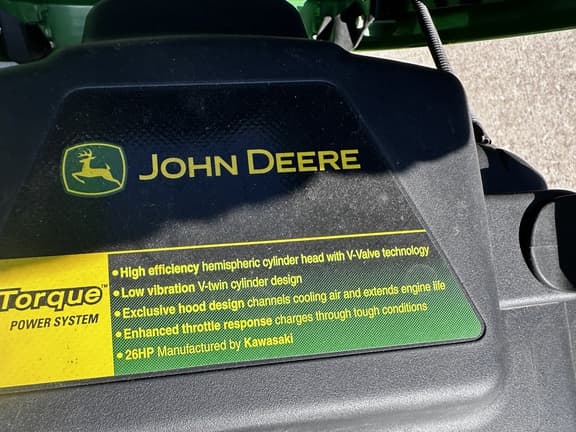 JOHN DEERE
Torque™
POWER SYSTEM
• High efficiency hemispheric cylinder head with V-Valve technology
• Low vibration V-twin cylinder design
• Exclusive hood design channels cooling air and extends engine life
• Enhanced throttle response charges through tough conditions
• 26HP Manufactured by Kawasaki